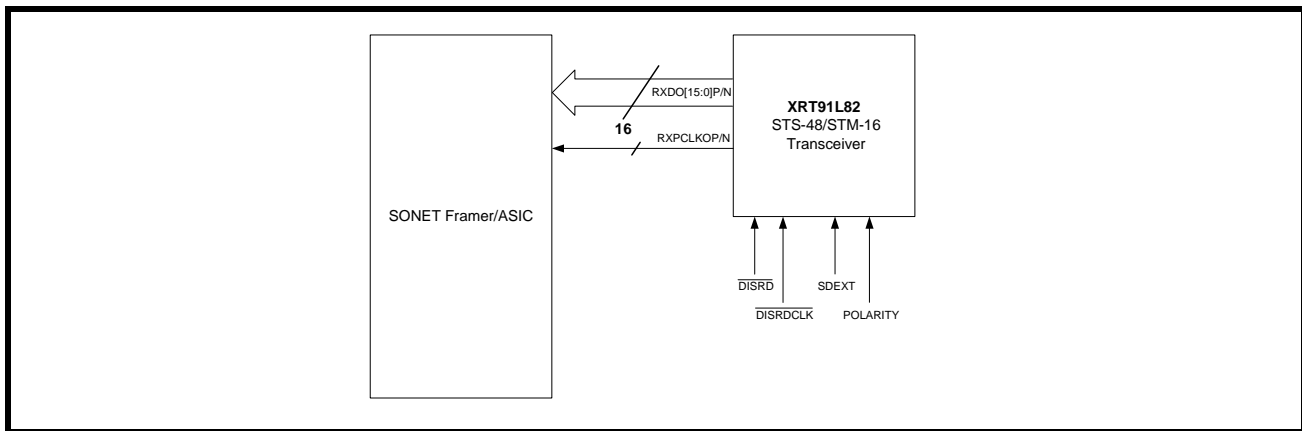 RXDO[15:0]P/N
16
RXPCLKOP/N
XRT91L82
STS-48/STM-16
Transceiver
SONET Framer/ASIC
DISRD
SDEXT
DISRDCLK
POLARITY